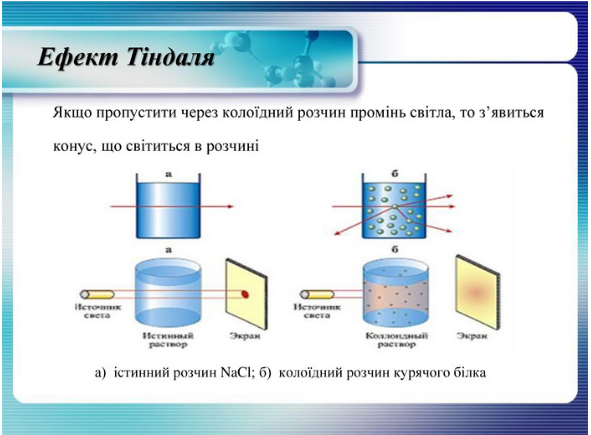 Ефект Тіндаля
Якщо пропустити через колоїдний розчин промінь світла, то з’явиться
конус, що світиться в розчині
а
б
а
б
Источник
света
Истинный
раствор
Экран
Источник
света
Коллоидный
раствор
Экран
а) істинний розчин NaCl; б) колоїдний розчин курячого білка